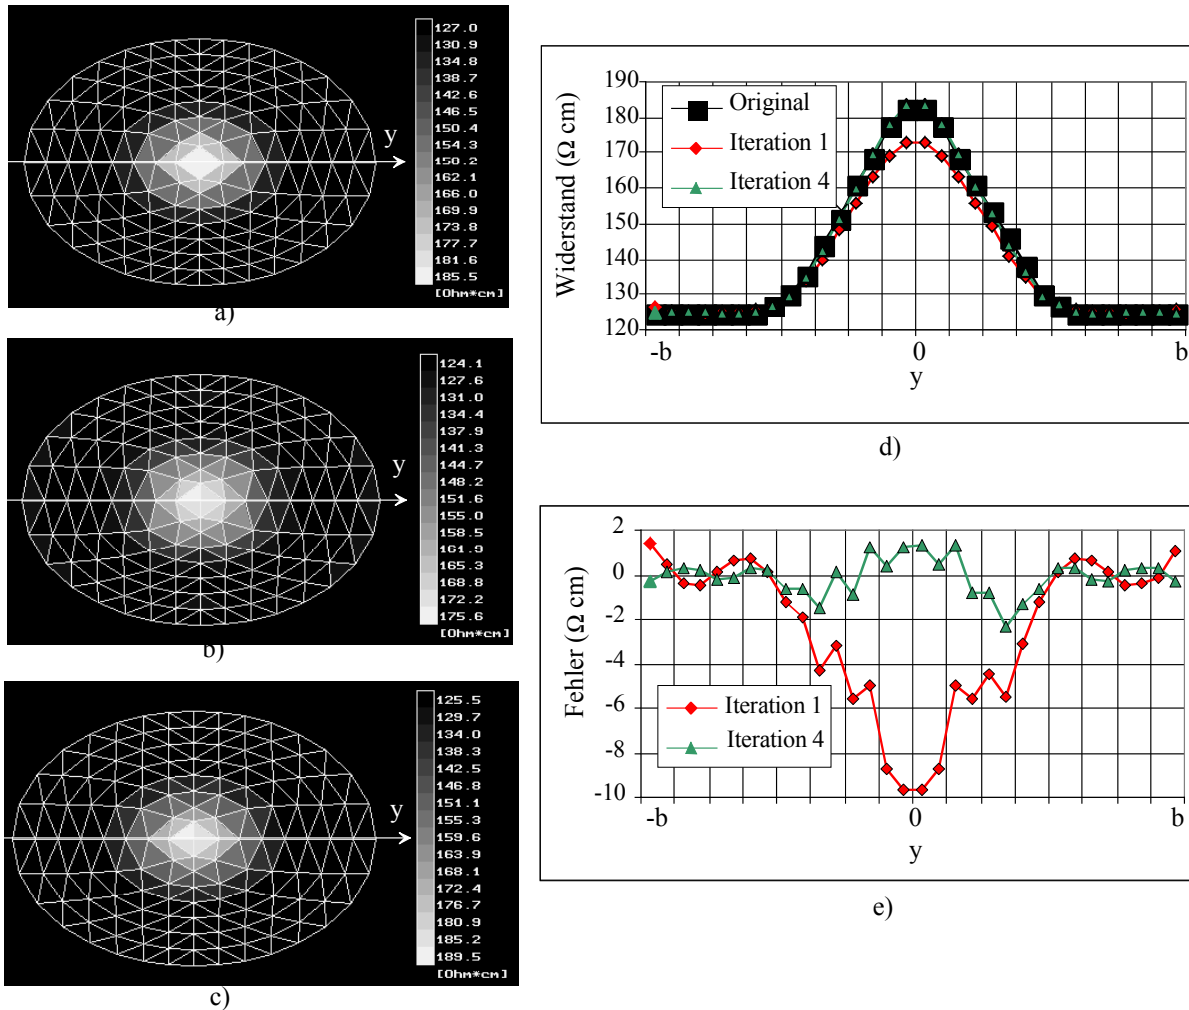 127.0
130.9
134.8
138.7
142.6
146.5
150.4
154.3
150.2
162.1
166.0
169.9
173.8
177.7
181.6
185.5
[Ohm*cm]
y
a)
124.1
127.6
131.0
134.4
137.9
141.3
144.7
148.2
151.6
155.0
158.5
161.9
165.3
168.8
172.2
175.6
[Ohm*cm]
y
b)
125.5
129.7
134.0
138.3
142.5
146.8
151.1
155.3
159.6
163.9
168.1
172.4
176.7
180.9
185.2
189.5
[Ohm*cm]
y
c)
Widerstand (Ω cm)
190
180
170
160
150
140
130
120
Original
Iteration 1
Iteration 4
-b
0
b
y
d)
Fehler (Ω cm)
2
0
-2
-4
-6
-8
-10
Iteration 1
Iteration 4
-b
0
b
y
e)